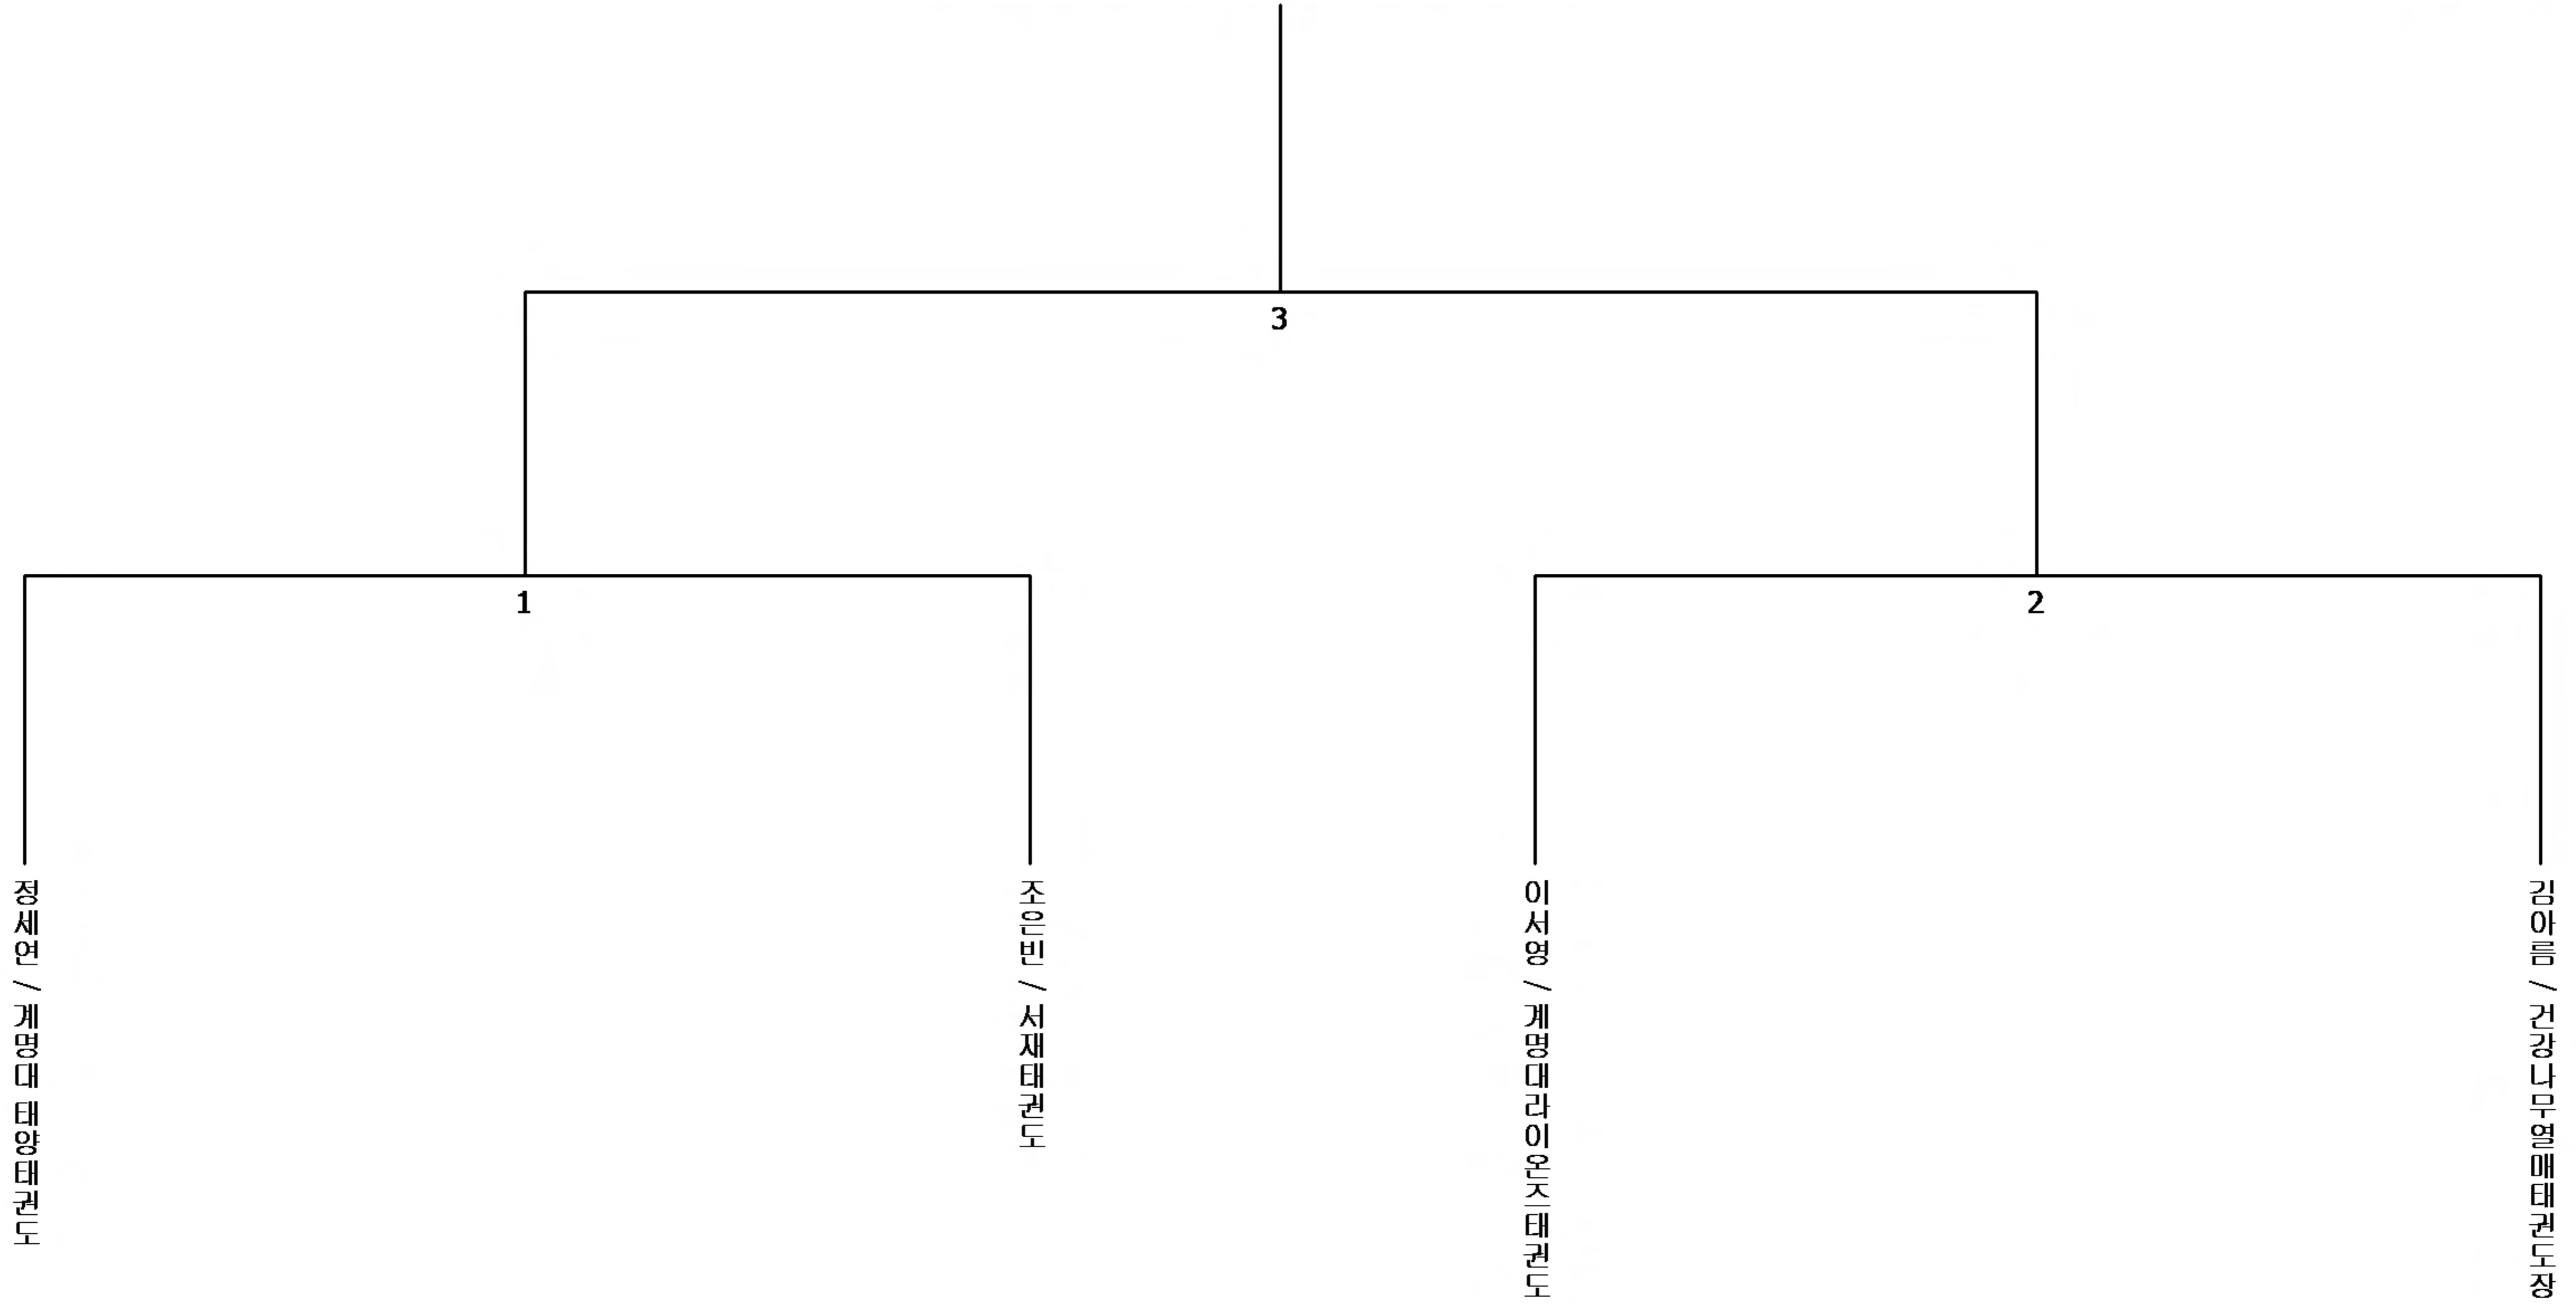 3
1
2
정세연 / 계명대 태양태권도
조은빈 / 서재태권도
이서영 / 계명대라이온즈태권도
김아름 / 건강나무열매태권도장